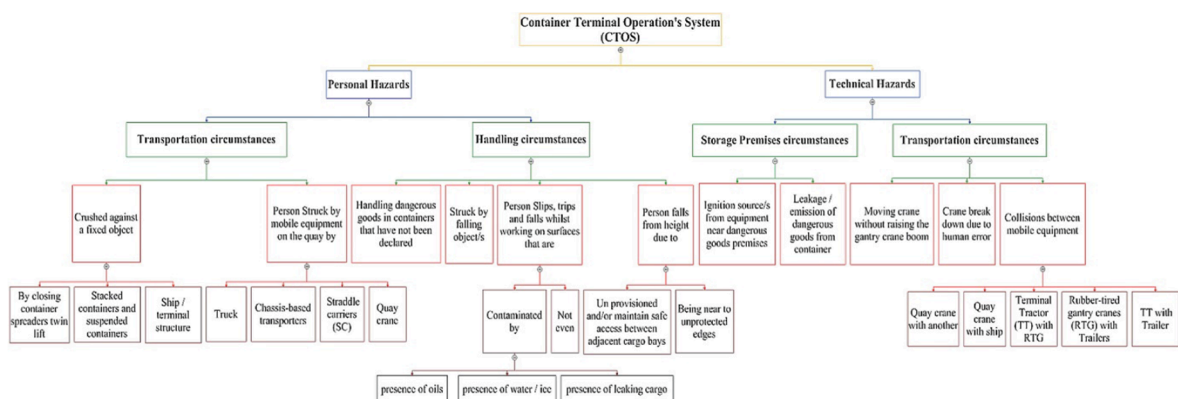 Container Terminal Operation's System
(CTOS)
Personal Hazards
Technical Hazards
Transportation circumstances
Handling circumstances
Storage Premises circumstances
Transportation circumstances
Crushed against
a fixed object
Person Struck by
mobile equipment
on the quay by
Handling dangerous
goods in containers
that have not been
declared
Struck by
falling object/s
Person Slips, trips
and falls whilst
working on surfaces
that are
Person falls
from height due
to
Ignition source/s
from equipment
near dangerous
goods premises
Leakage /
emission of
dangerous
goods from
container
Moving crane
without raising the
gantry crane boom
Crane break
down due to
human error
Collisions between
mobile equipment
By closing
container
spreaders twin
lift
Stacked
containers and
suspended
containers
Ship /
terminal
structure
Truck
Chassis-based
transporters
Straddle
carriers (SC)
Quay
crane
Contaminated
by
Not
even
Un provisioned
and/or maintain safe
access between
adjacent cargo bays
Being near to
unprotected
edges
Quay crane
with another
Quay
crane
with ship
Terminal
Tractor
(TT) with
RTG
Rubber-tired
gantry cranes
(RTG) with
Trailers
TT with
Trailer
presence of oils
presence of water / ice
presence of leaking cargo